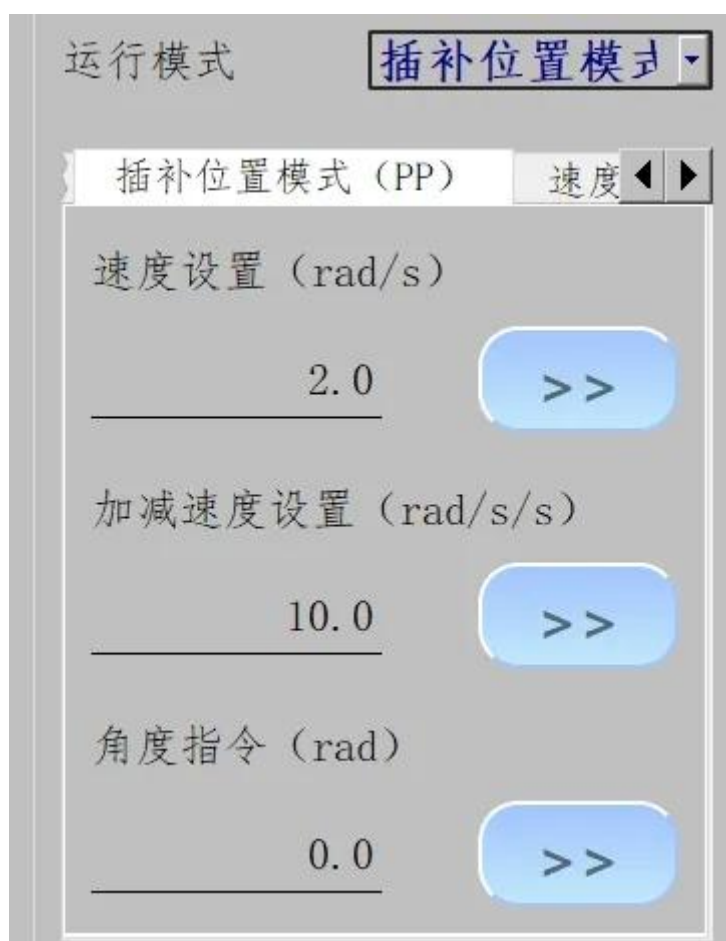 运行模式 插补位置模式
插补位置模式（PP） 速度
速度设置（rad/s）
2.0 >>
加减速度设置（rad/s/s）
10.0 >>
角度指令（rad）
0.0 >>